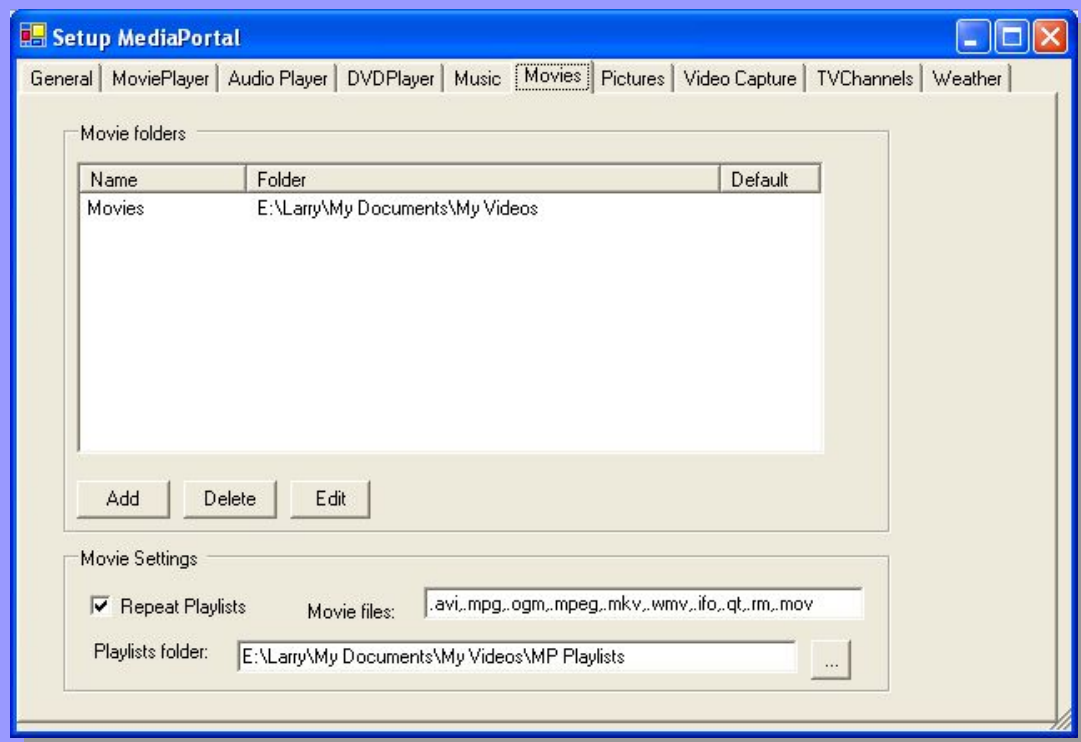 Setup MediaPortal
General MoviePlayer Audio Player DVDPlayer Music Movies Pictures Video Capture TVChannels Weather
Movie folders
Name Folder Default
Movies E:\Larry\My Documents\My Videos
Add Delete Edit
Movie Settings
Repeat Playlists Movie files: .avi,.mpg,.ogm,.mpeg,.mkv,.wmv,.ifo,.qt,.rm,.mov
Playlists folder: E:\Larry\My Documents\My Videos\MP Playlists ...